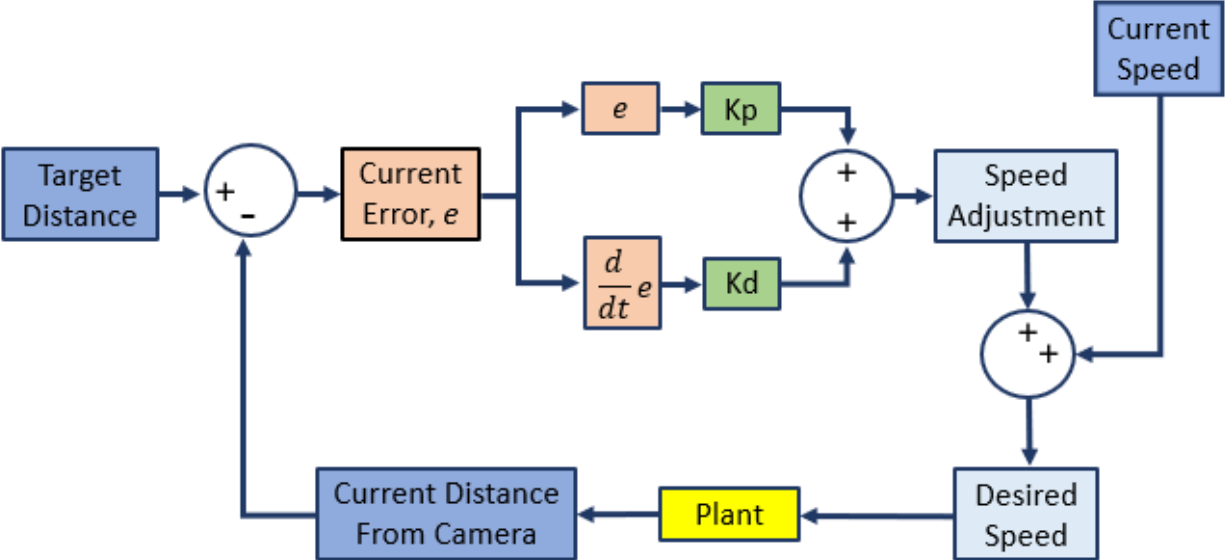 Current
Speed
e
Kp
Target
Distance
+
-
Current
Error, e
+
+
Speed
Adjustment
d
dt
e
Kd
+
+
Current Distance
From Camera
Plant
Desired
Speed